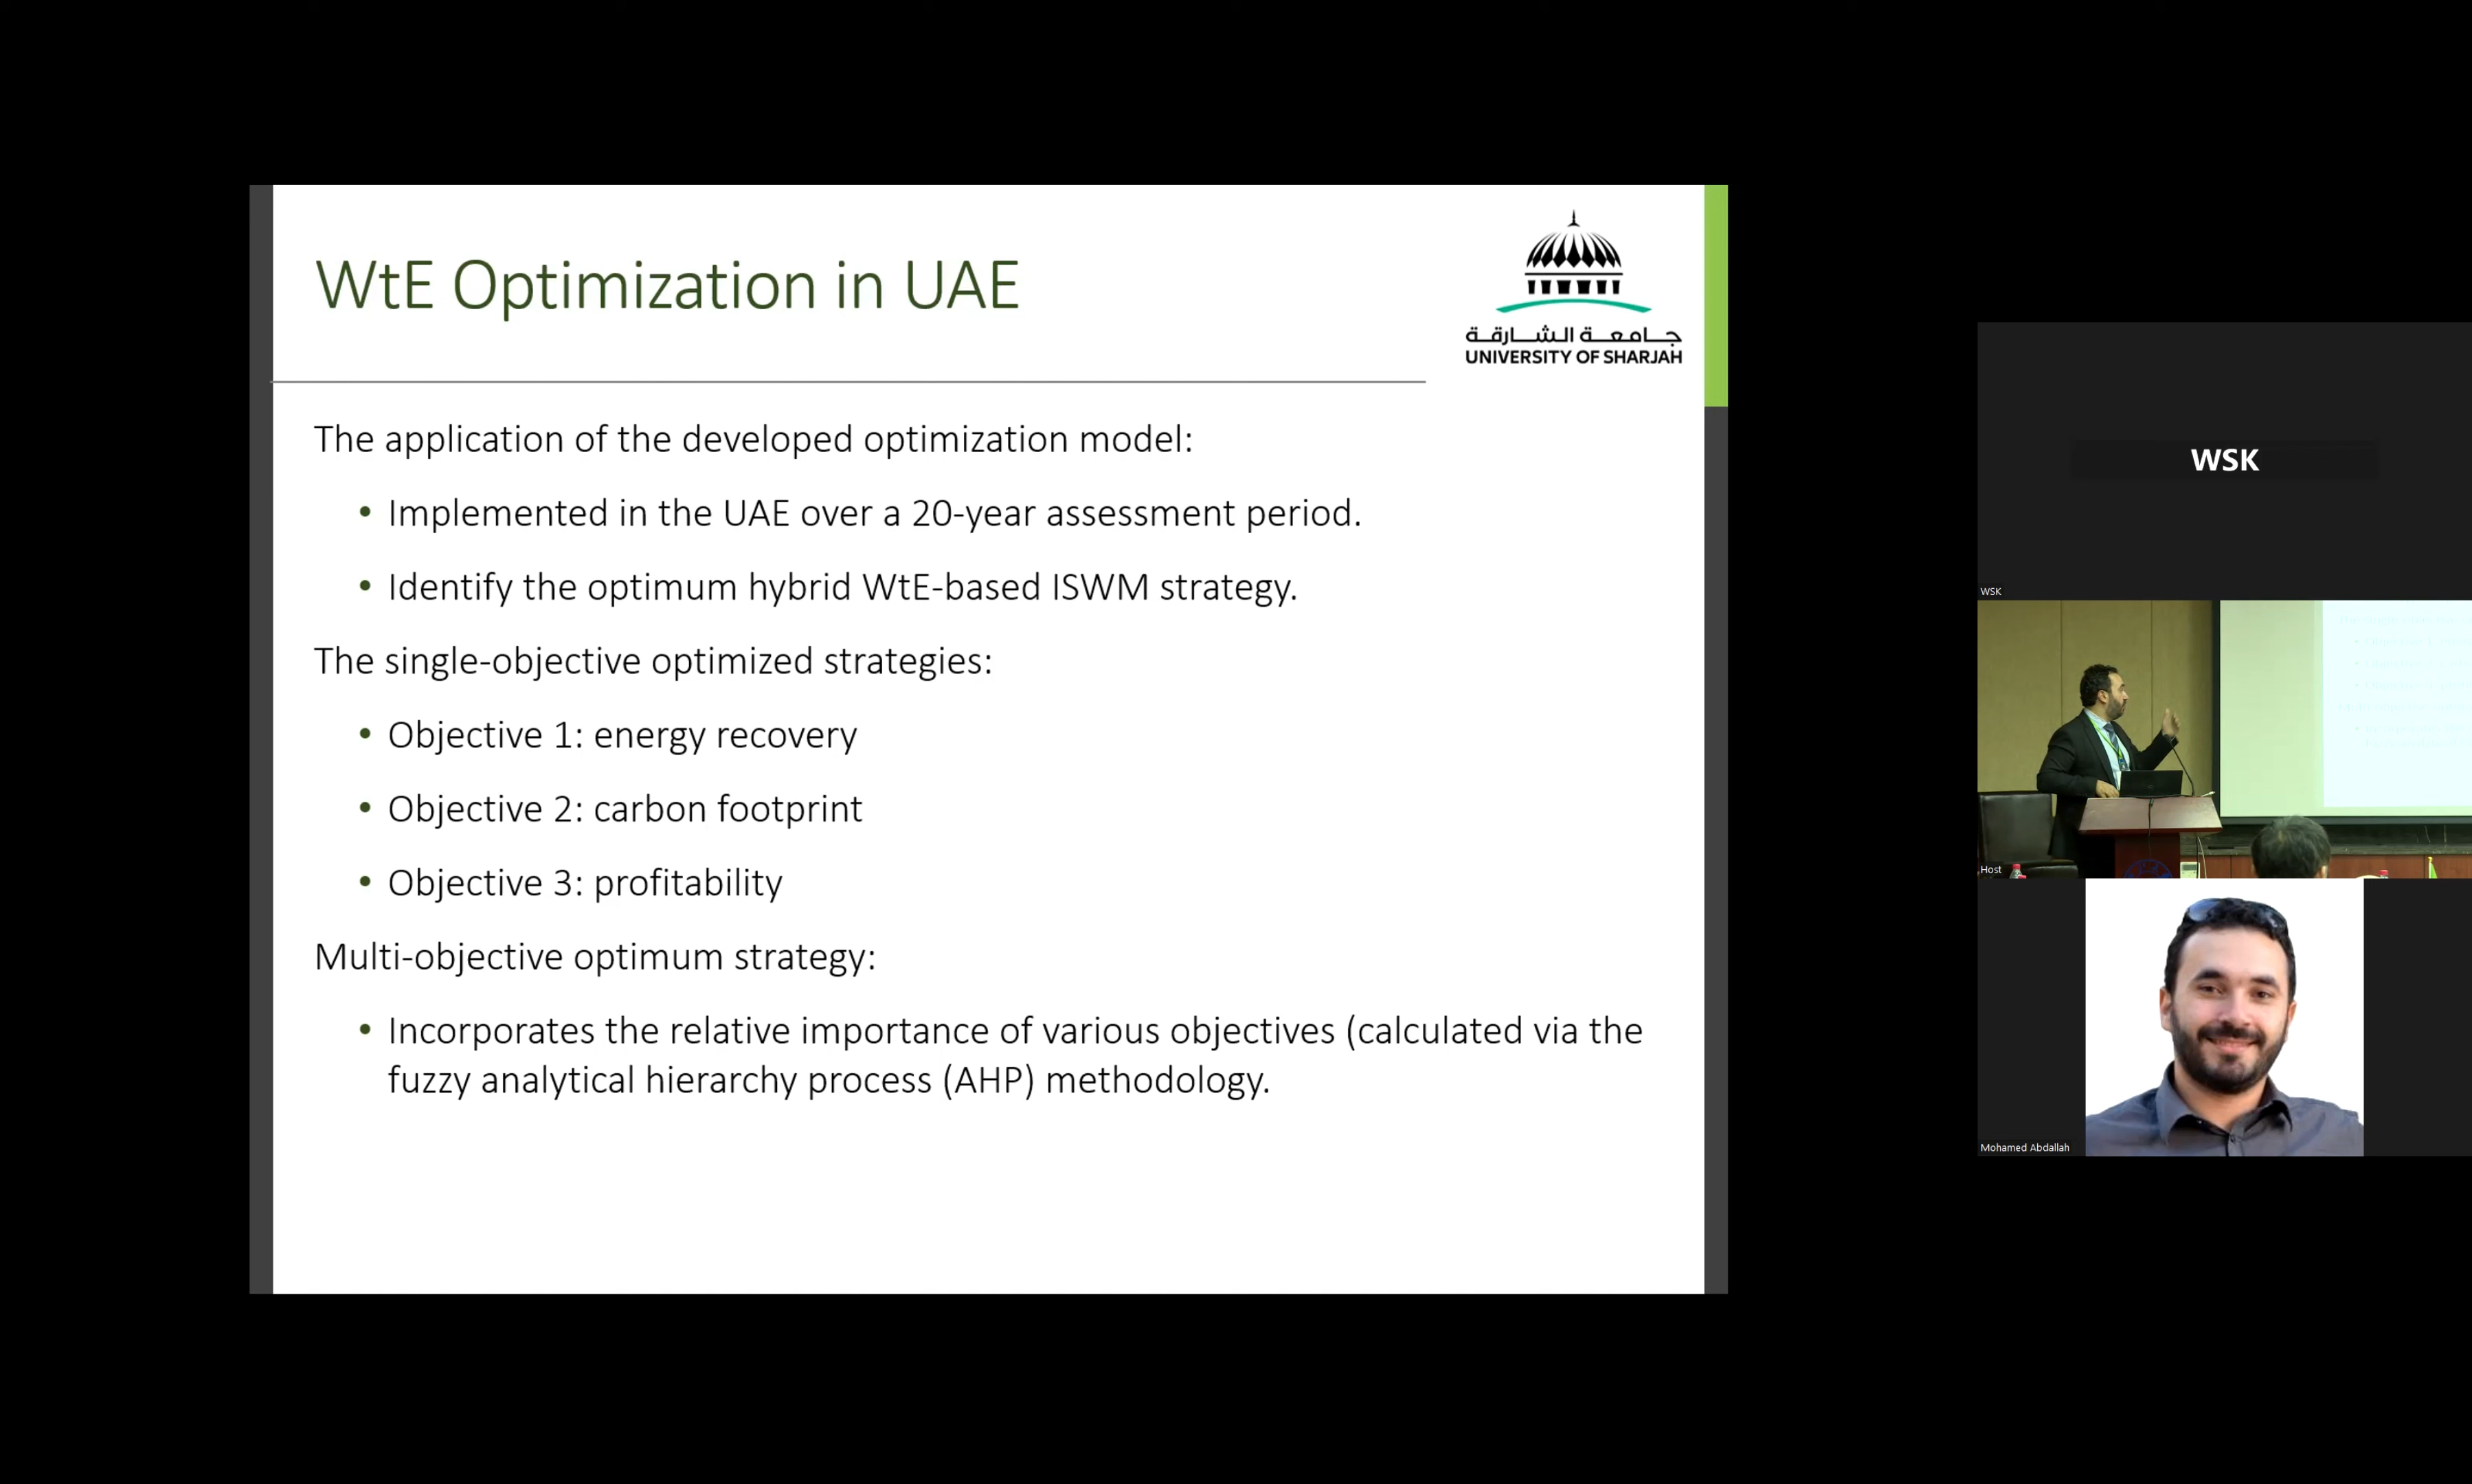 WtE Optimization in UAE
جامعة الشارقة
UNIVERSITY OF SHARJAH
The application of the developed optimization model:
• Implemented in the UAE over a 20-year assessment period.
• Identify the optimum hybrid WtE-based ISWM strategy.
The single-objective optimized strategies:
• Objective 1: energy recovery
• Objective 2: carbon footprint
• Objective 3: profitability
Multi-objective optimum strategy:
• Incorporates the relative importance of various objectives (calculated via the
fuzzy analytical hierarchy process (AHP) methodology.
WSK
WSK
Host
Mohamed Abdallah